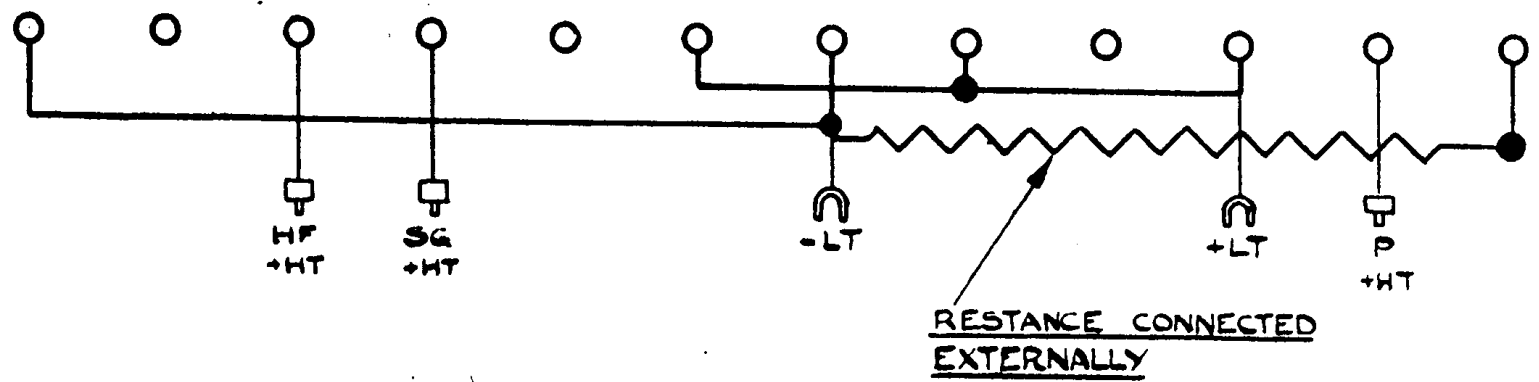 HF
+HT
SG
+HT
-LT
+LT
P
+HT
RESTANCE CONNECTED
EXTERNALLY